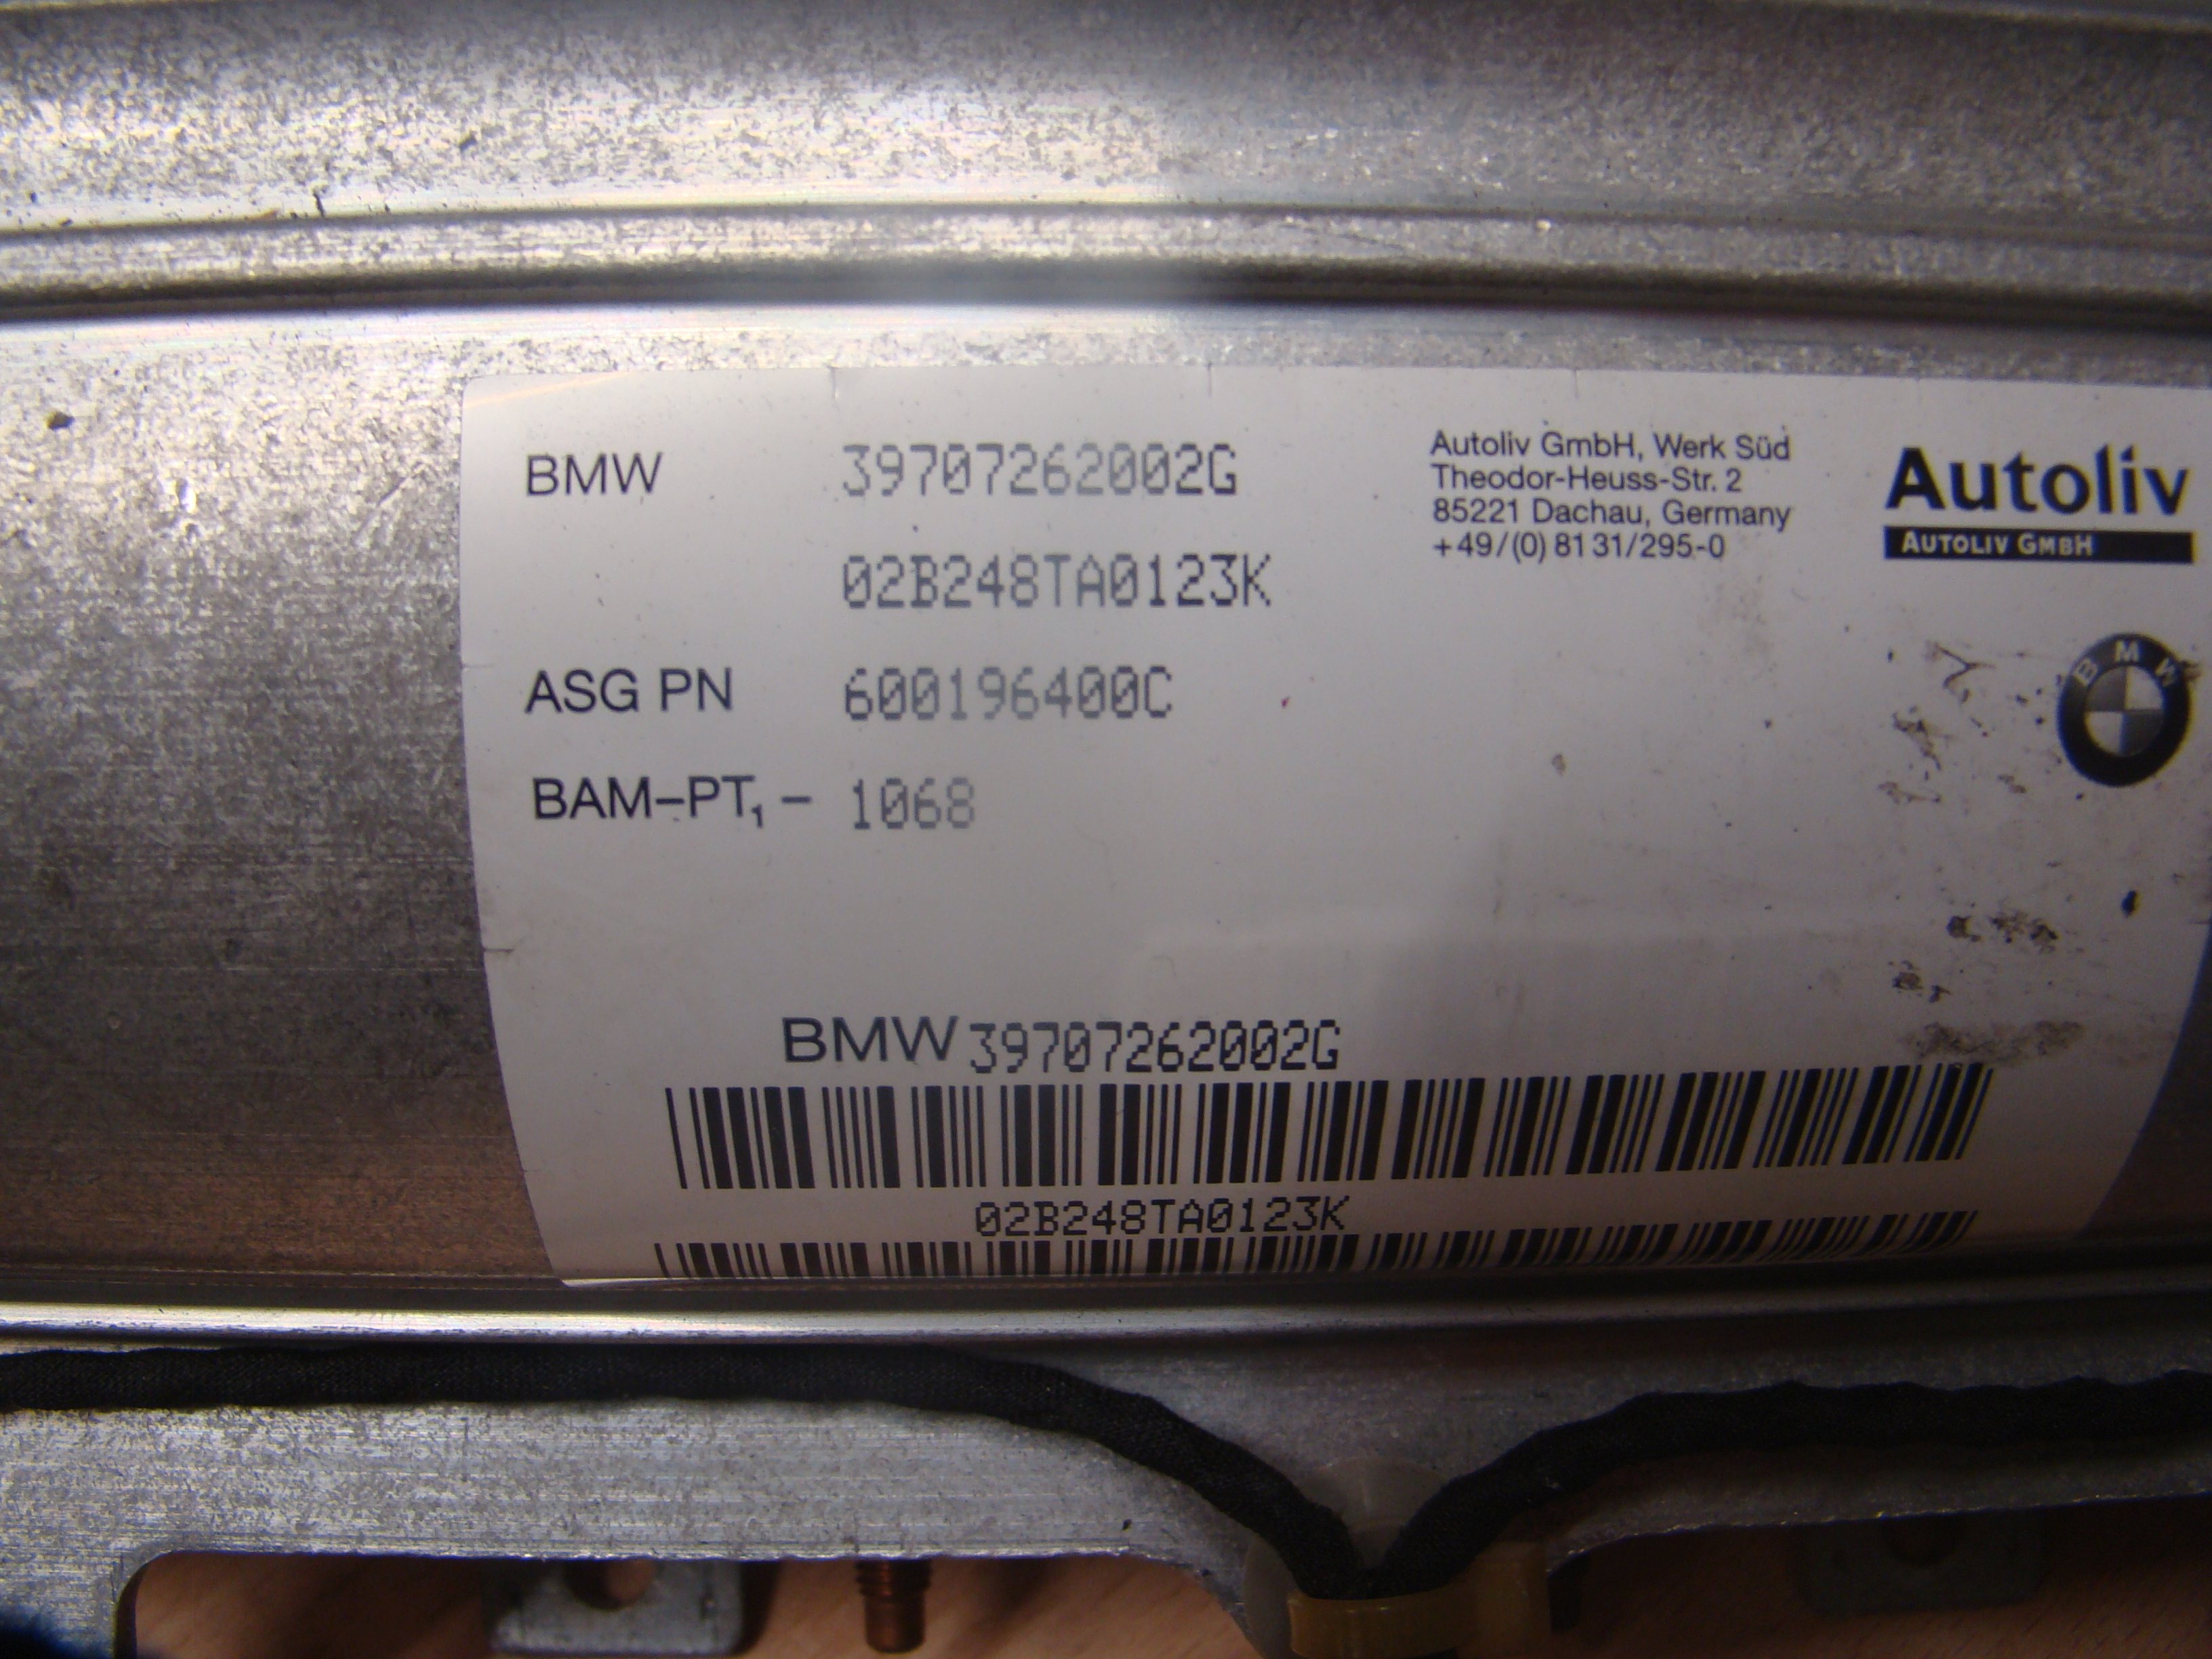 BMW 39707262002G
02B248TA0123K
ASG PN 600196400C
BAM-PT1 - 1068
Autoliv GmbH, Werk Süd
Theodor-Heuss-Str. 2
85221 Dachau, Germany
+49/(0) 81 31/295-0
Autoliv
AUTOLIV GMBH
BMW
BMW 39707262002G
02B248TA0123K